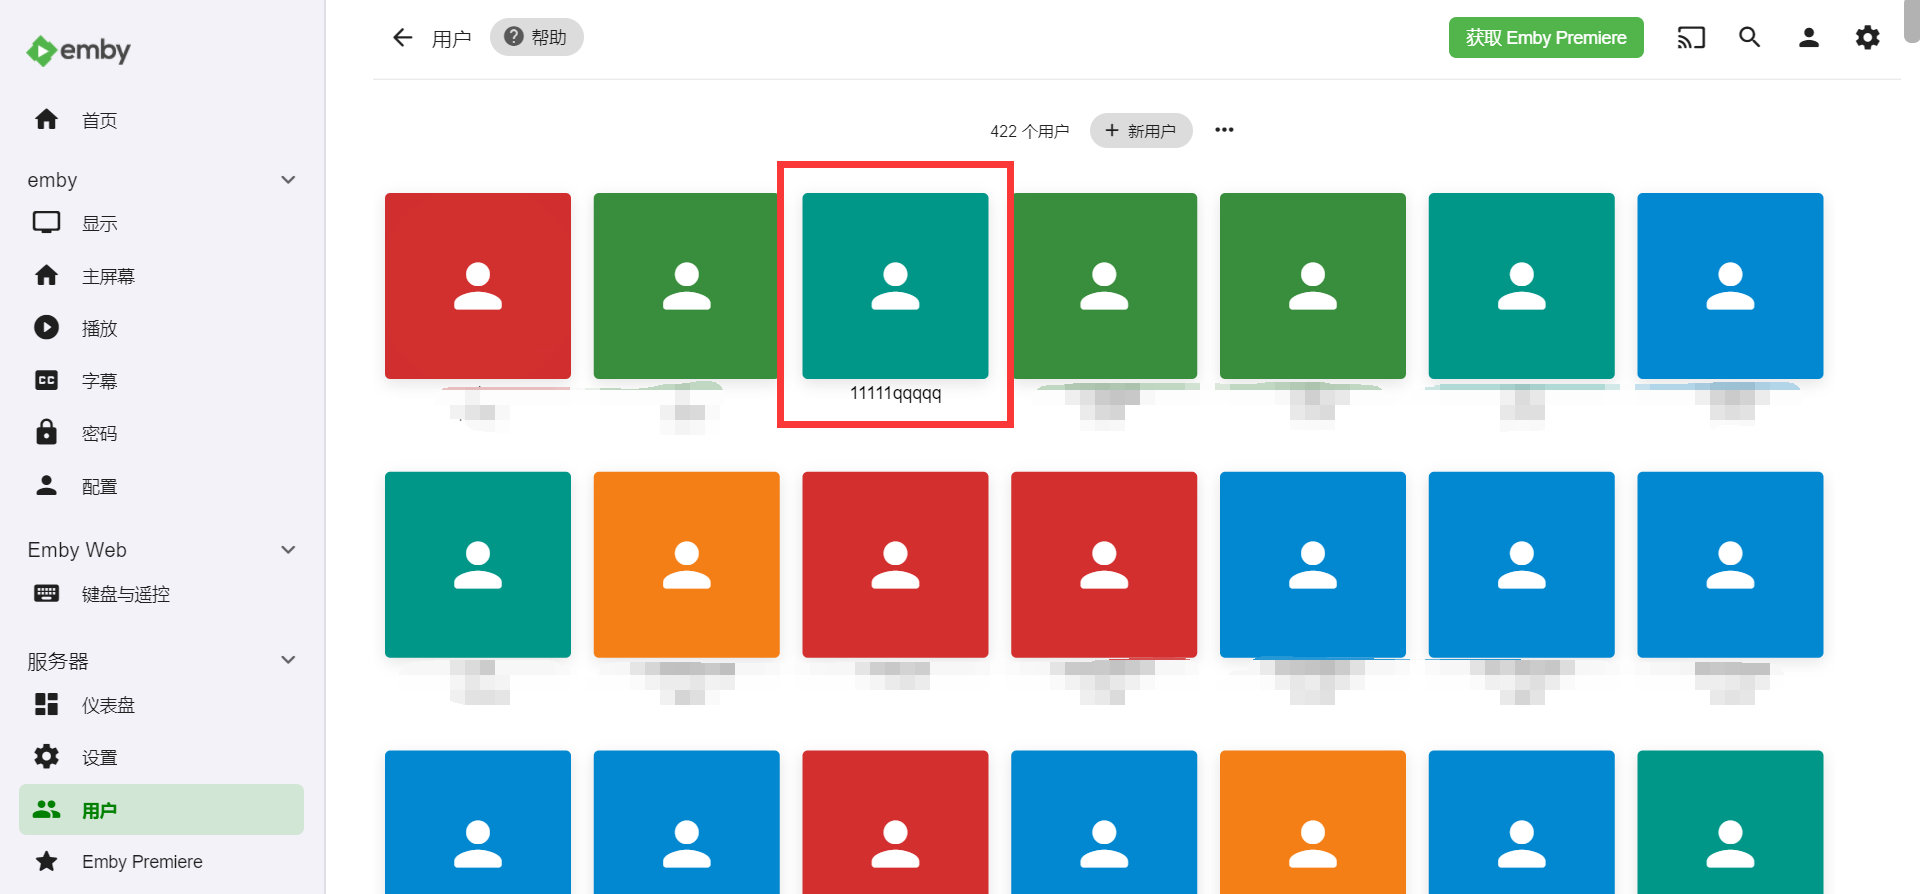 emby
首页
emby
显示
主屏幕
播放
CC 字幕
密码
配置
Emby Web
键盘与遥控
服务器
仪表盘
设置
用户
Emby Premiere
用户
? 帮助
获取 Emby Premiere
422 个用户
+ 新用户
11111qqqqq